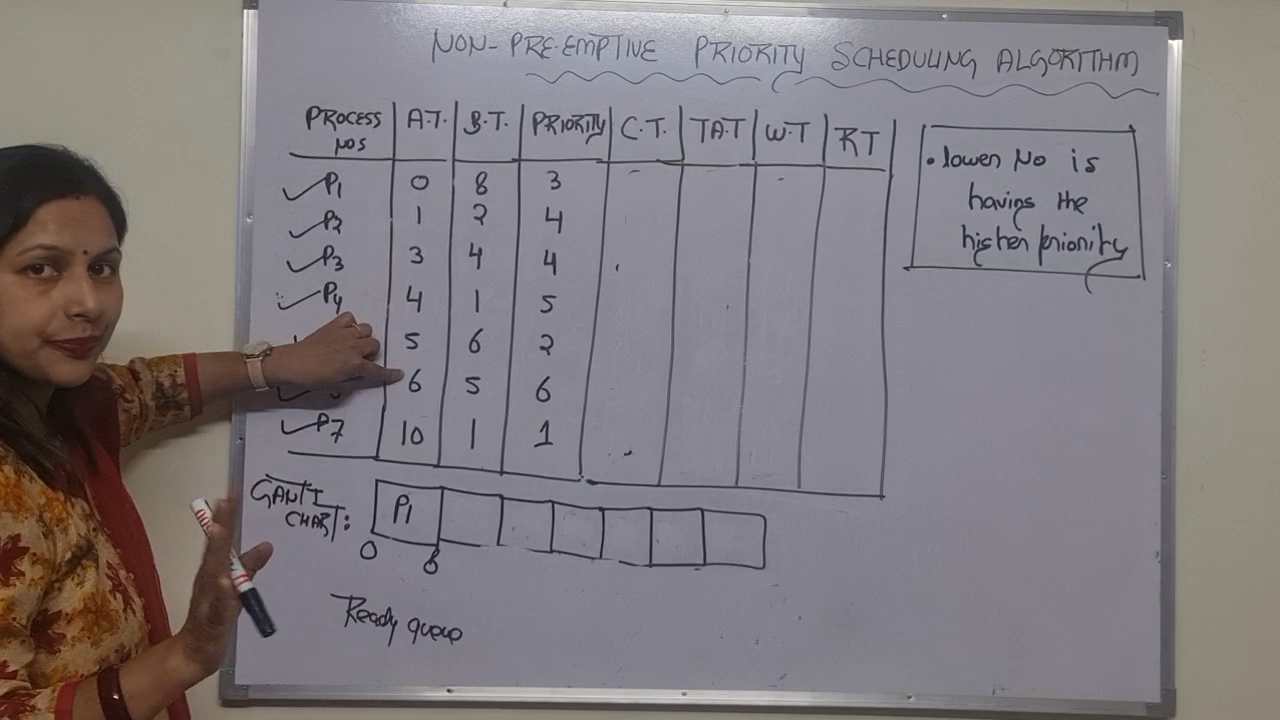 NON-PRE-EMPTIVE PRIORITY SCHEDULING ALGORITHM
PROCESS NOS A.T. B.T. PRIORITY C.T. TAT WT RT
P1 0 8 3
P2 1 2 4
P3 3 4 4
P4 4 1 5
5 6 2
6 5 6
P7 10 1 1
• lower No is
having the
higher priority
GANTT
CHART:
P1
0 8
Ready queue